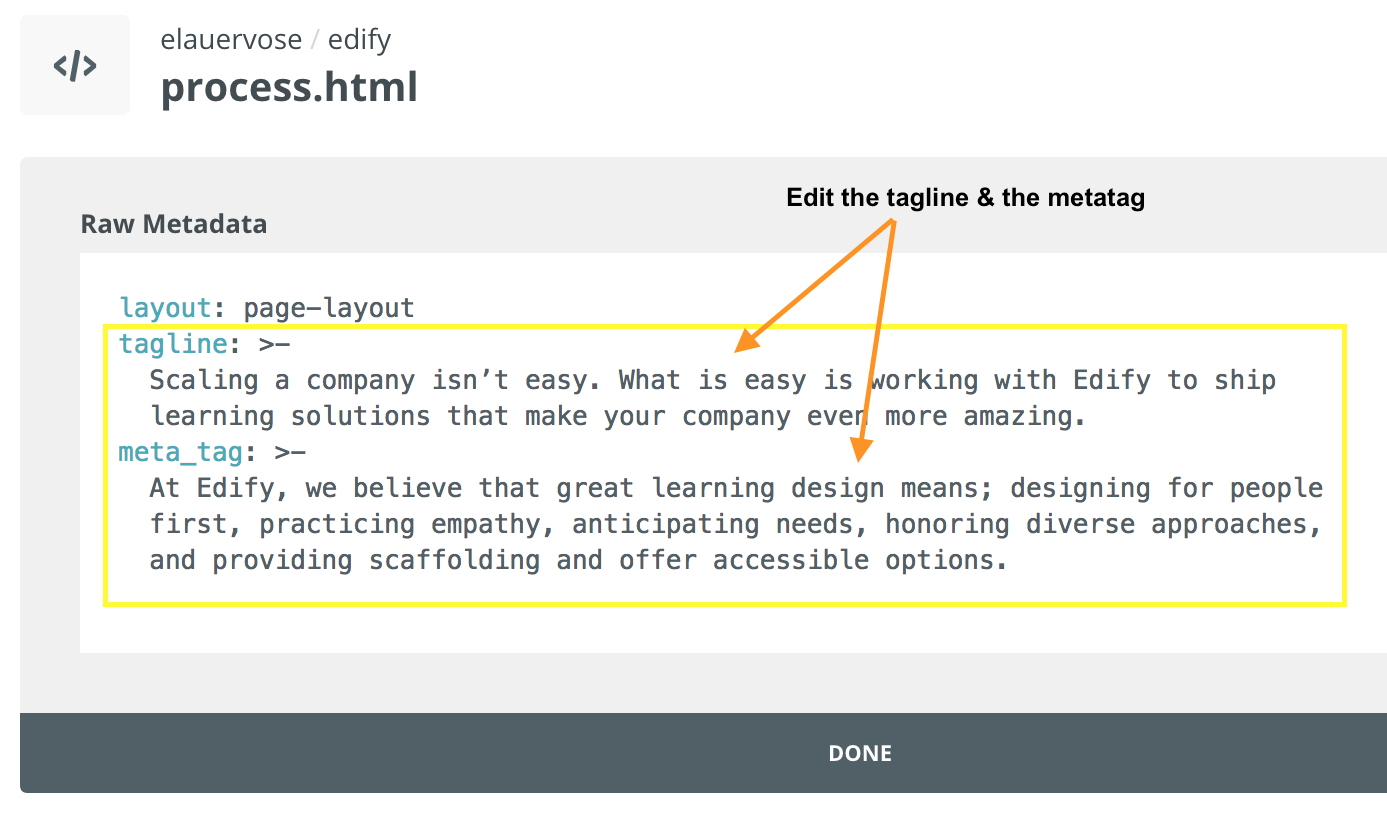 </>
elauervose / edify
process.html
Edit the tagline & the metatag
Raw Metadata
layout: page-layout
tagline: >-
Scaling a company isn’t easy. What is easy is working with Edify to ship
learning solutions that make your company even more amazing.
meta_tag: >-
At Edify, we believe that great learning design means; designing for people
first, practicing empathy, anticipating needs, honoring diverse approaches,
and providing scaffolding and offer accessible options.
DONE